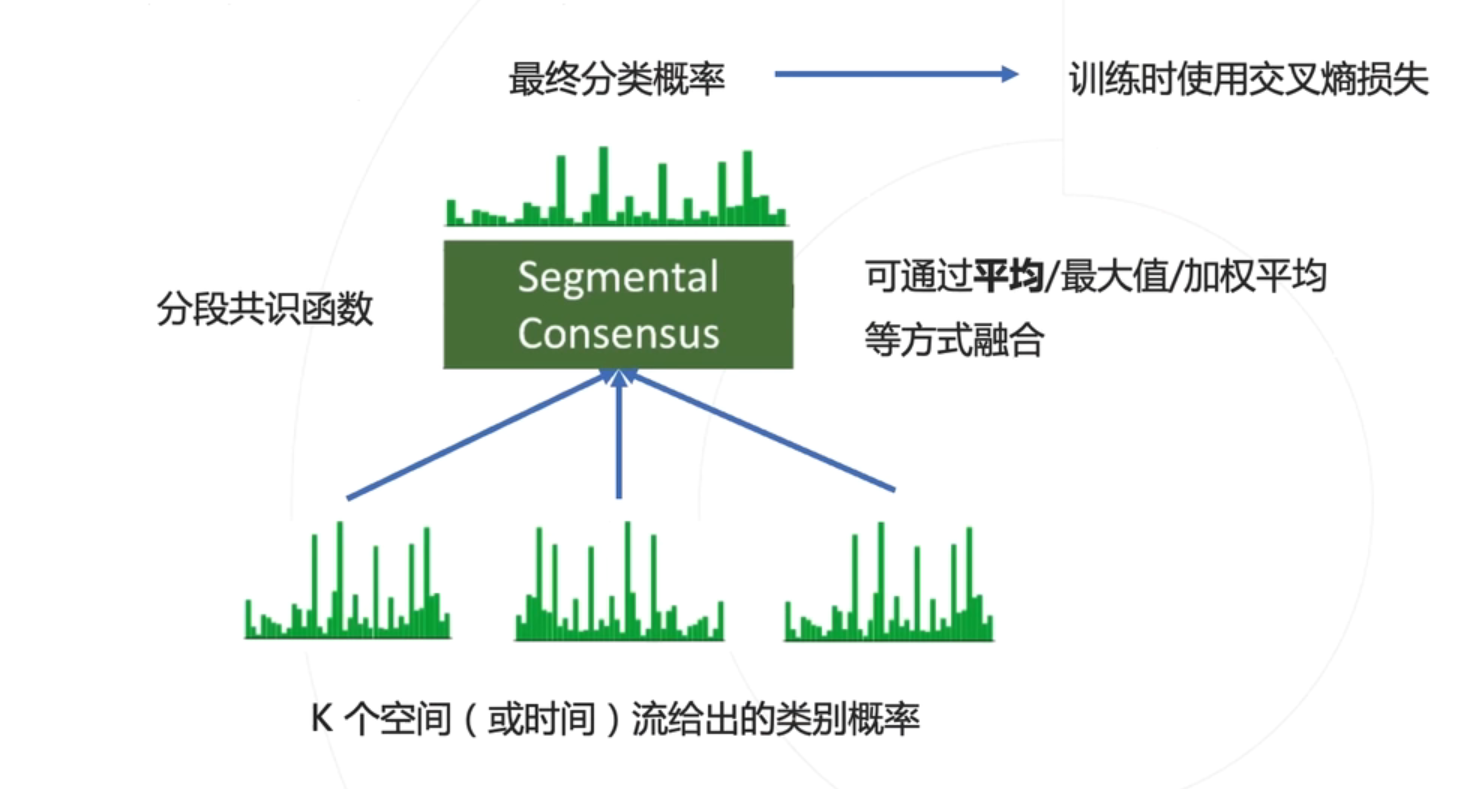 最终分类概率
训练时使用交叉熵损失
分段共识函数
Segmental
Consensus
可通过平均/最大值/加权平均
等方式融合
K 个空间（或时间）流给出的类别概率